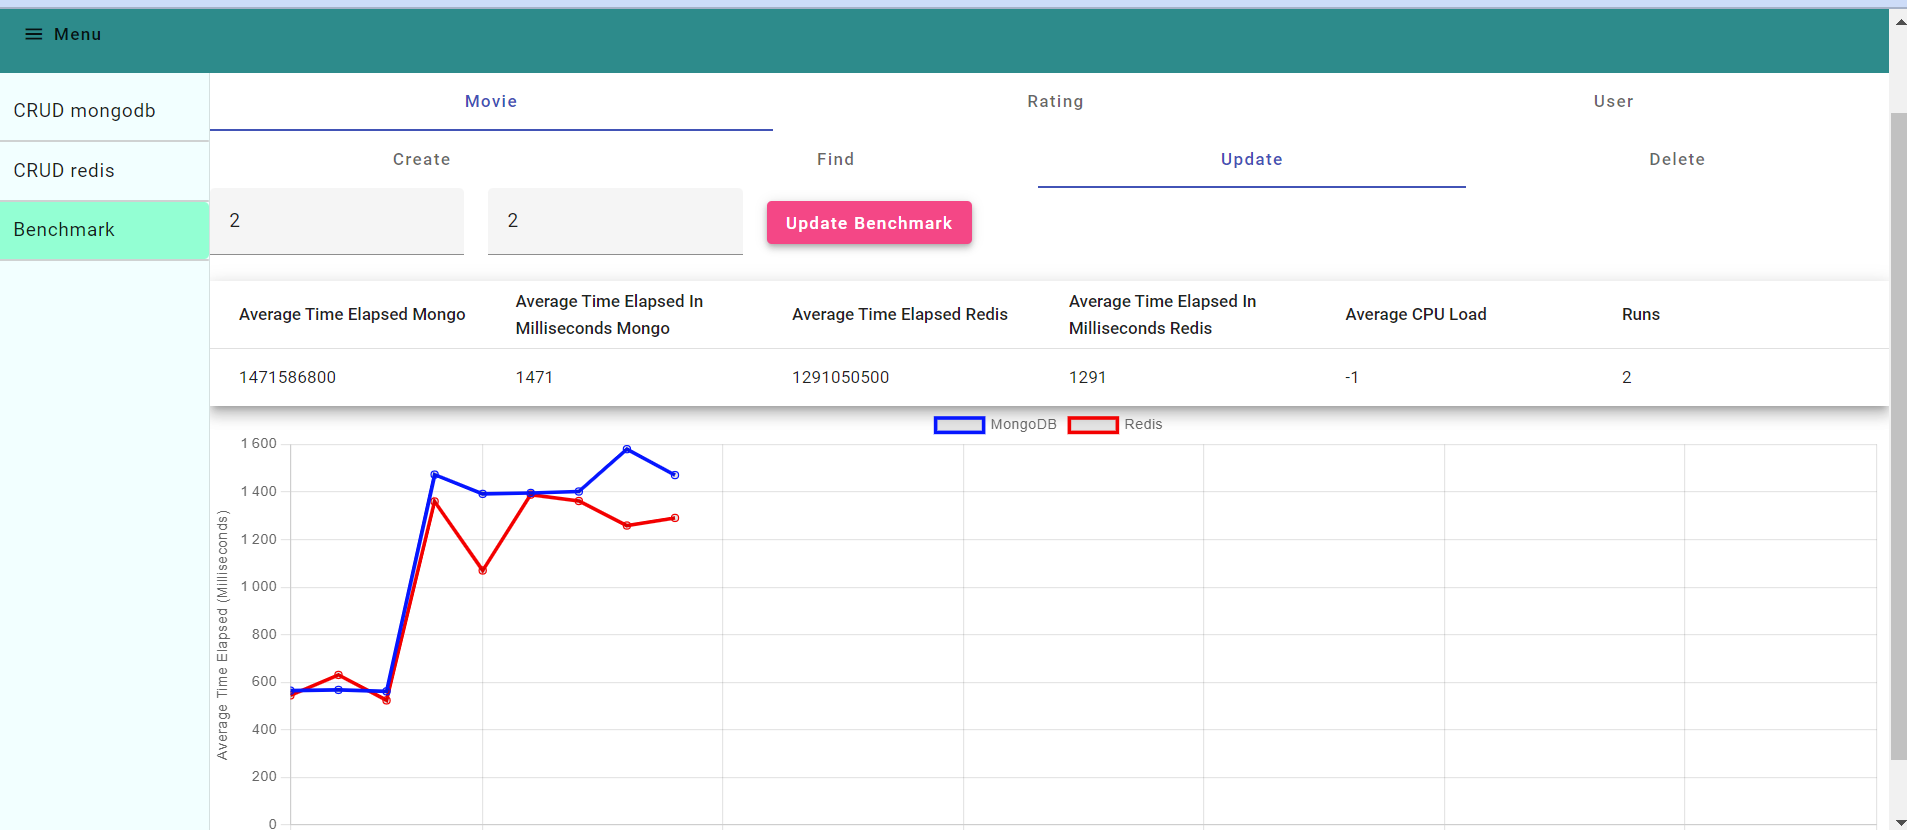 Menu
CRUD mongodb
CRUD redis
Benchmark
Movie
Rating
User
Create
Find
Update
Delete
2
2
Update Benchmark
Average Time Elapsed Mongo
Average Time Elapsed In
Milliseconds Mongo
Average Time Elapsed Redis
Average Time Elapsed In
Milliseconds Redis
Average CPU Load
Runs
1471586800
1471
1291050500
1291
-1
2
MongoDB
Redis
Average Time Elapsed (Milliseconds)
1 600
1 400
1 200
1 000
800
600
400
200
0